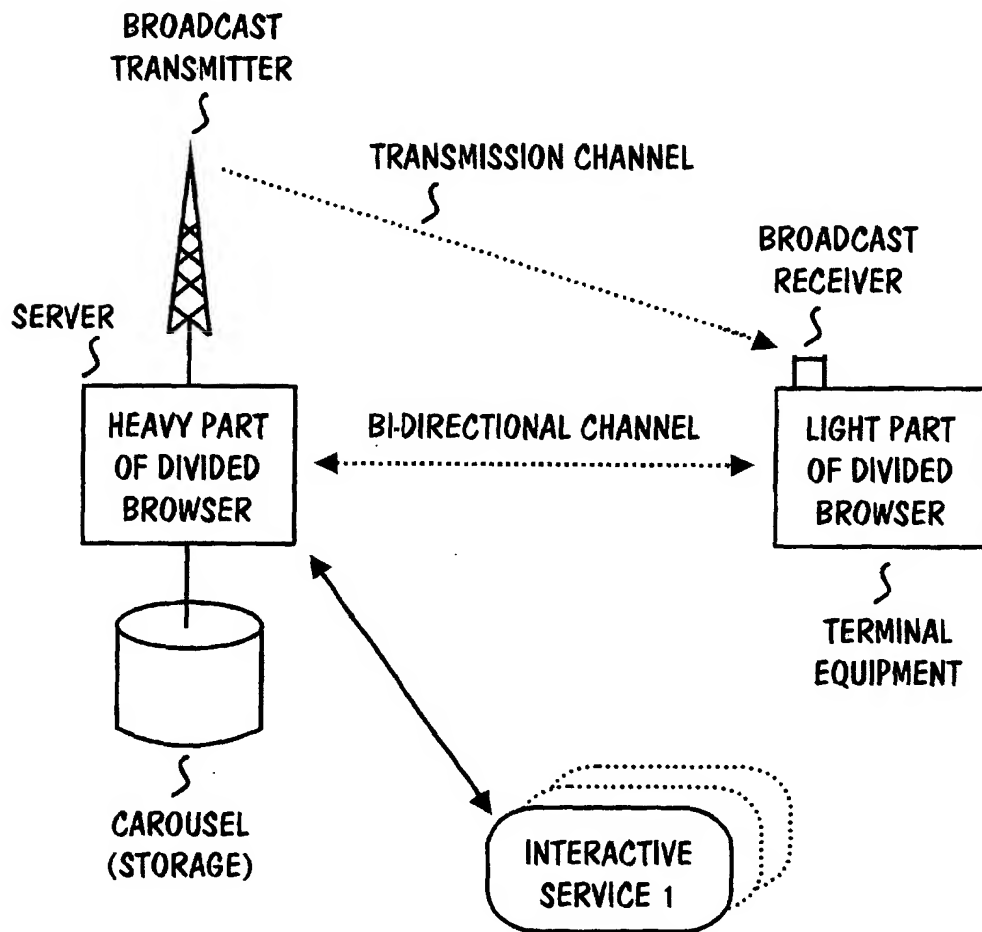 BROADCAST
TRANSMITTER
TRANSMISSION CHANNEL
BROADCAST
RECEIVER
SERVER
HEAVY PART
OF DIVIDED
BROWSER
BI-DIRECTIONAL CHANNEL
LIGHT PART
OF DIVIDED
BROWSER
TERMINAL
EQUIPMENT
CAROUSEL
(STORAGE)
INTERACTIVE
SERVICE 1